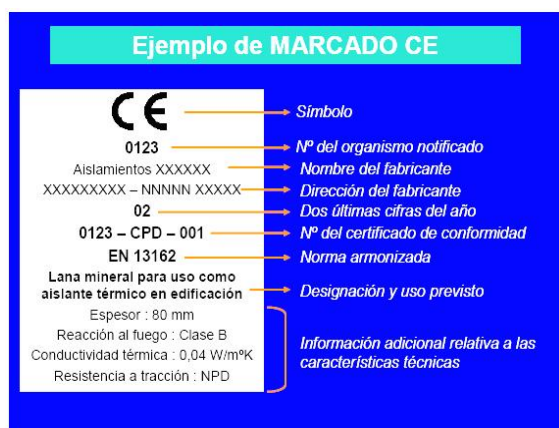 Ejemplo de MARCADO CE
CE
Símbolo
0123
Nº del organismo notificado
Aislamientos XXXXXX
Nombre del fabricante
XXXXXXXXX – NNNNN XXXXX
Dirección del fabricante
02
Dos últimas cifras del año
0123 – CPD – 001
Nº del certificado de conformidad
EN 13162
Norma armonizada
Lana mineral para uso como
aislante térmico en edificación
Designación y uso previsto
Espesor : 80 mm
Reacción al fuego : Clase B
Conductividad térmica : 0,04 W/mºK
Resistencia a tracción : NPD
Información adicional relativa a las
características técnicas